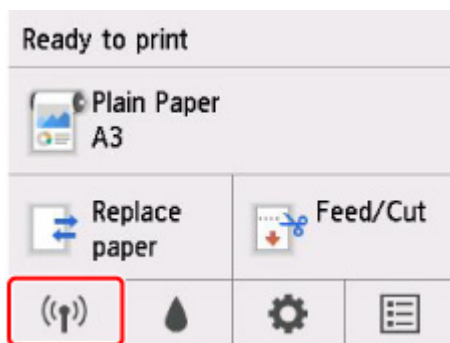 Ready to print
Plain Paper
A3
Replace
paper
Feed/Cut